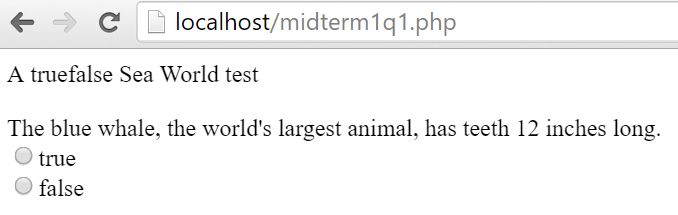 localhost/midterm1q1.php
A truefalse Sea World test
The blue whale, the world's largest animal, has teeth 12 inches long.
true
false